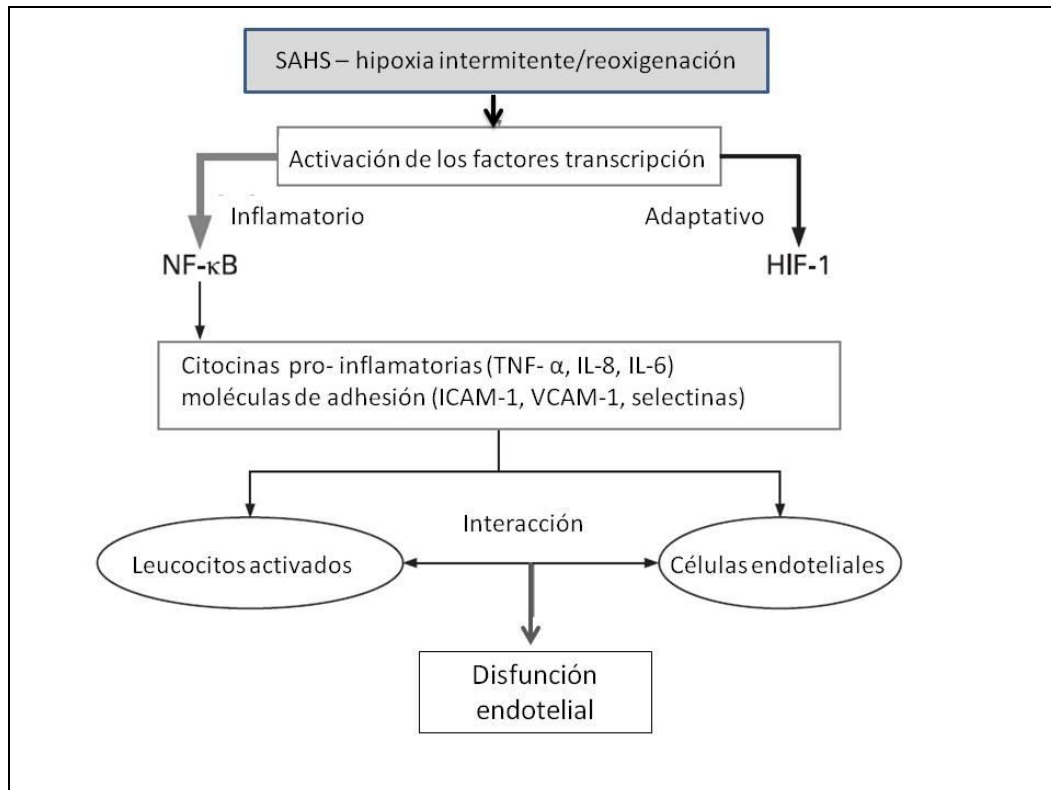 SAHS – hipoxia intermitente/reoxigenación
Activación de los factores transcripción
Inflamatorio
Adaptativo
NF-κB
HIF-1
Citocinas pro- inflamatorias (TNF- α, IL-8, IL-6)
moléculas de adhesión (ICAM-1, VCAM-1, selectinas)
Interacción
Leucocitos activados
Células endoteliales
Disfunción
endotelial